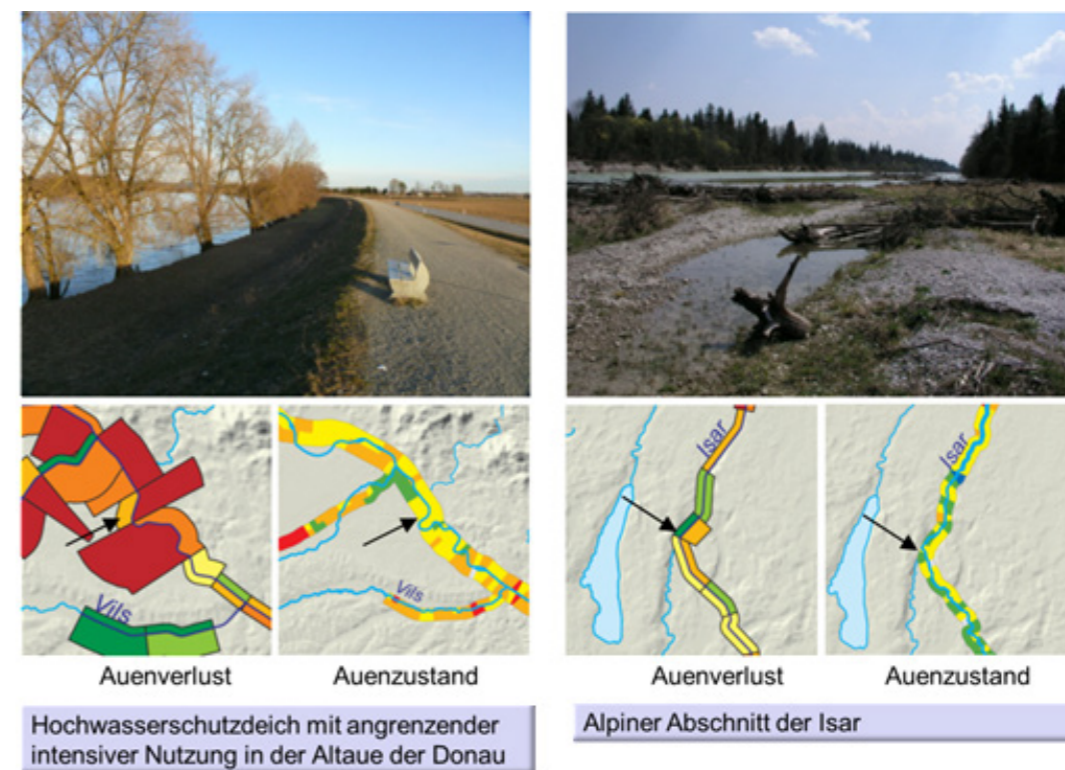 Vils
Vils
Isar
Isar
Auenverlust
Auenzustand
Auenverlust
Auenzustand
Hochwasserschutzdeich mit angrenzender
intensiver Nutzung in der Altaue der Donau
Alpiner Abschnitt der Isar